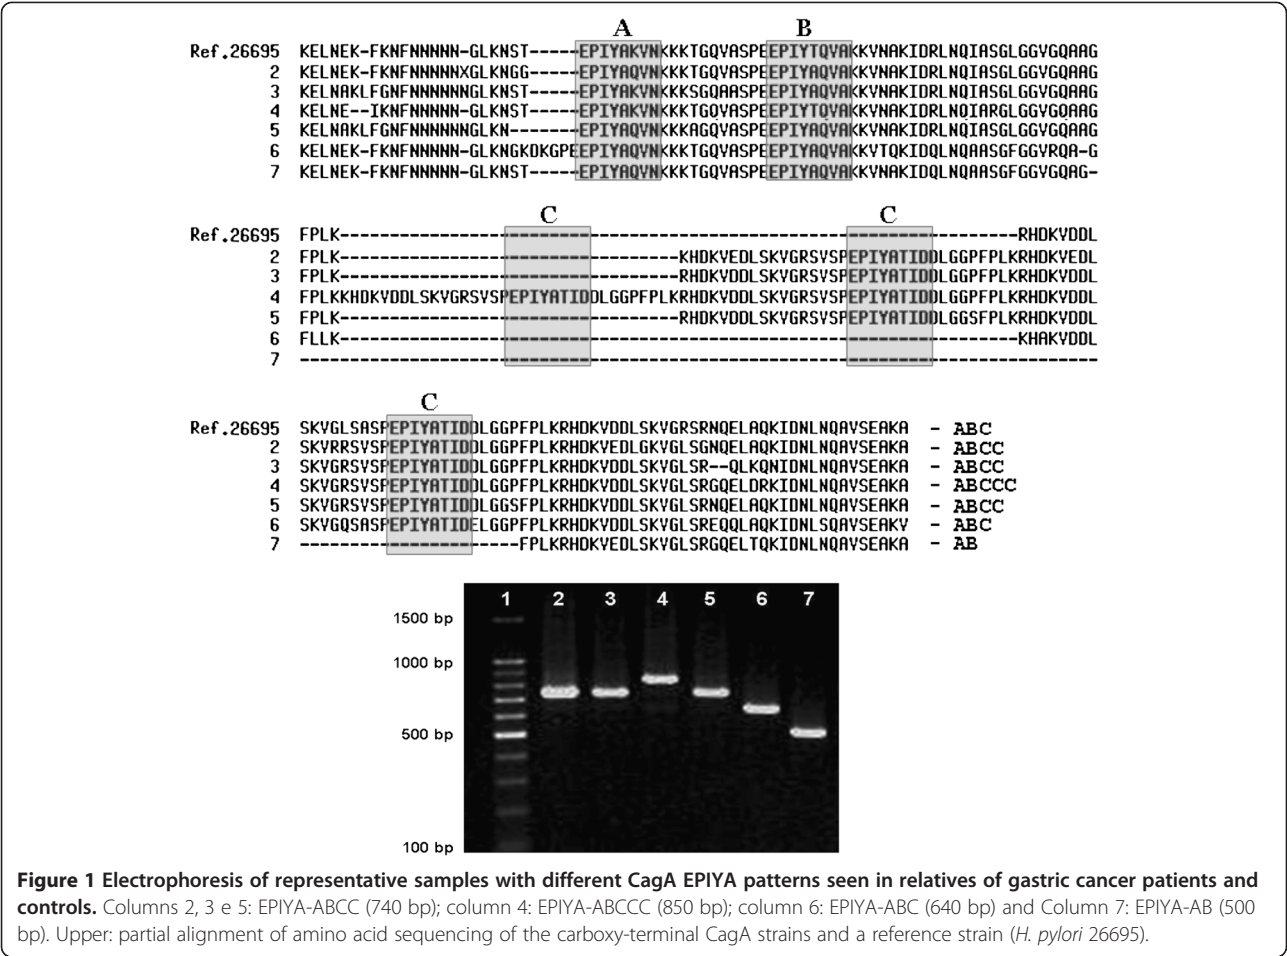 A B
Ref.26695 KELNEK-FKNFNNNNN-GLKNST-----EPIYAKVNKKKTGQVASPEEPIYTQVAKKVNAKIDRLNQIASGLGGVGQAAG
2 KELNEK-FKNFNNNNNXGLKNGG-----EPIYAQVNKKKTGQVASPEEPIYAQVAKKVNAKIDRLNQIASGLGGVGQAAG
3 KELNAKLFGNFNNNNNNGLKNST-----EPIYAKVNKKKSGQAASPEEPIYAQVAKKVNAKIDRLNQIASGLGGVGQAAG
4 KELNE--IKNFNNNNN-GLKNST-----EPIYAKVNKKKTGQVASPEEPIYTQVAKKVNAKIDRLNQIARGLGGVGQAAG
5 KELNAKLFGNFNNNNNNGLKN-------EPIYAQVNKKKAGQVASPEEPIYAQVAKKVNAKIDRLNQIASGLGGVGQAAG
6 KELNEK-FKNFNNNNN-GLKNGKDKGPEEPIYAQVNKKKTGQVASPEEPIYAQVAKKVTQKIDQLNQAASGFGGVRQA-G
7 KELNEK-FKNFNNNNN-GLKNST-----EPIYAQVNKKKTGQVASPEEPIYAQVAKKVNAKIDQLNQAASGFGGVGQAG-
C C
Ref.26695 FPLK--------------------------------------------------------------------RHDKVDDL
2 FPLK----------------------------------KHDKVEDLSKVGRSVSPEPIYATIDDLGGPFPLKRHDKVEDL
3 FPLK----------------------------------RHDKVDDLSKVGRSVSPEPIYATIDDLGGPFPLKRHDKVDDL
4 FPLKKHDKVDDLSKVGRSVSPEPIYATIDDLGGPFPLKRHDKVDDLSKVGRSVSPEPIYATIDDLGGPFPLKRHDKVDDL
5 FPLK----------------------------------RHDKVDDLSKVGRSVSPEPIYATIDDLGGSFPLKRHDKVDDL
6 FLLK--------------------------------------------------------------------KHAKVDDL
7 --------------------------------------------------------------------------------
C
Ref.26695 SKVGLSASPEPIYATIDDLGGPFPLKRHDKVDDLSKVGRSRNQELAQKIDNLNQAVSEAKA - ABC
2 SKVRRSVSPEPIYATIDDLGGPFPLKRHDKVEDLGKVGLSGNQELAQKIDNLNQAVSEAKA - ABCC
3 SKVGRSVSPEPIYATIDDLGGPFPLKRHDKVDDLSKVGLSR--QLKQNIDNLNQAVSEAKA - ABCC
4 SKVGRSVSPEPIYATIDDLGGPFPLKRHDKVDDLSKVGLSRGQELDRKIDNLNQAVSEAKA - ABCCC
5 SKVGRSVSPEPIYATIDDLGGSFPLKRHDKVDDLSKVGLSRNQELAQKIDNLNQAVSEAKA - ABCC
6 SKVGQSASPEPIYATIDELGGPFPLKRHDKVDDLSKVGLSREQQLAQKIDNLSQAVSEAKV - ABC
7 ----------------------FPLKRHDKVEDLSKVGLSRGQELTQKIDNLNQAVSEAKA - AB
1 2 3 4 5 6 7
1500 bp
1000 bp
500 bp
100 bp
Figure 1 Electrophoresis of representative samples with different CagA EPIYA patterns seen in relatives of gastric cancer patients and
controls. Columns 2, 3 e 5: EPIYA-ABCC (740 bp); column 4: EPIYA-ABCCC (850 bp); column 6: EPIYA-ABC (640 bp) and Column 7: EPIYA-AB (500
bp). Upper: partial alignment of amino acid sequencing of the carboxy-terminal CagA strains and a reference strain (H. pylori 26695).